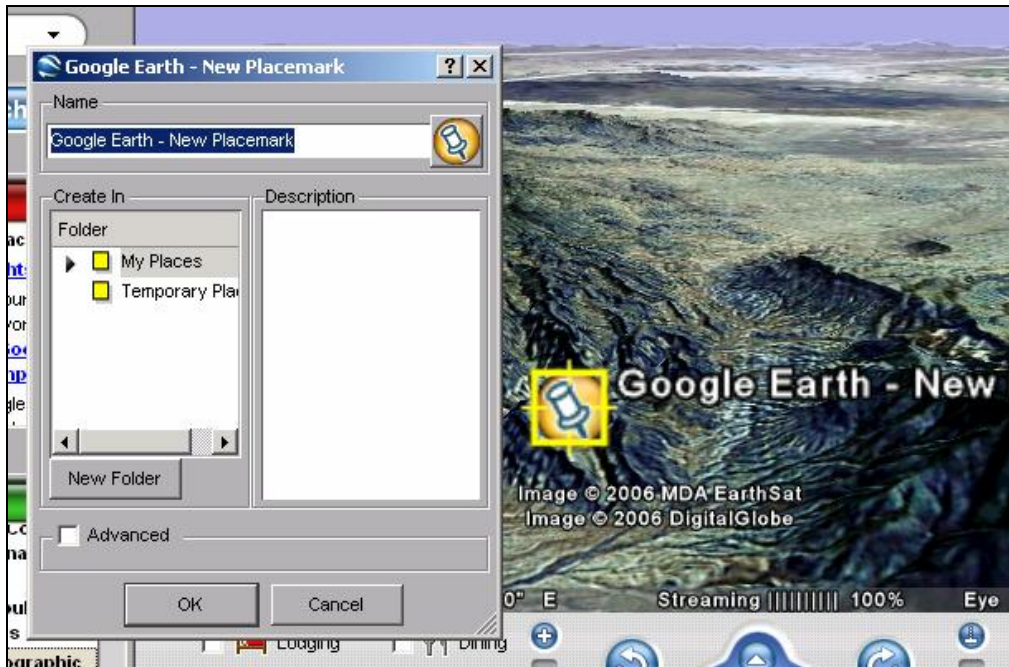 Google Earth - New Placemark
Name
Google Earth - New Placemark
Create In
Description
Folder
My Places
Temporary Pla
New Folder
Advanced
OK
Cancel
Google Earth - New
Image © 2006 MDA EarthSat
Image © 2006 DigitalGlobe
0" E
Streaming |||||||||| 100%
Eye
Lodging
Dining